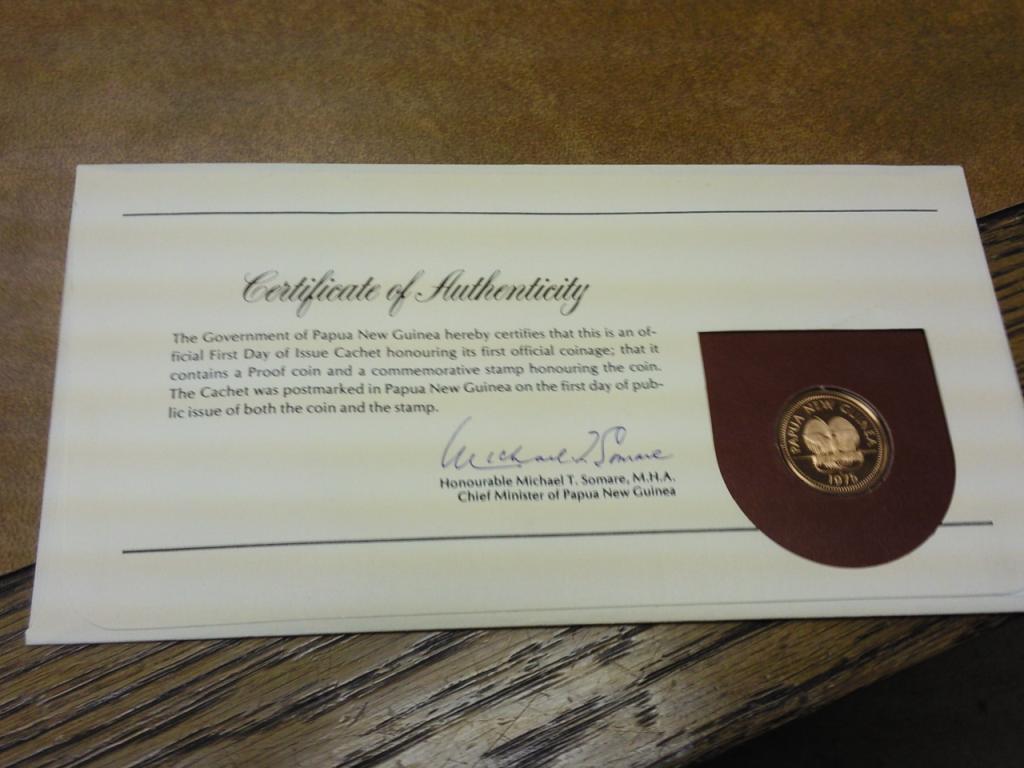 Certificate of Authenticity
The Government of Papua New Guinea hereby certifies that this is an of-
ficial First Day of Issue Cachet honouring its first official coinage; that it
contains a Proof coin and a commemorative stamp honouring the coin.
The Cachet was postmarked in Papua New Guinea on the first day of pub-
lic issue of both the coin and the stamp.
Michael T Somare
Honourable Michael T. Somare, M.H.A.
Chief Minister of Papua New Guinea
PAPUA NEW GUINEA
1975